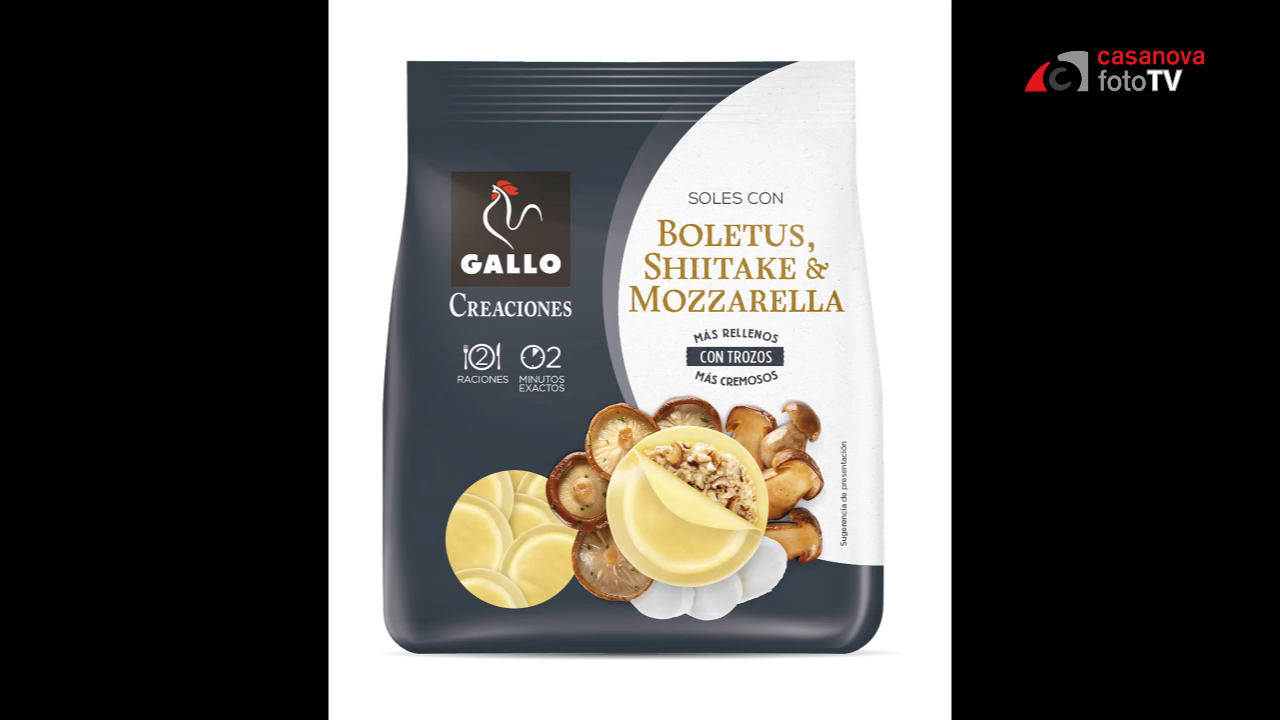 casanova
fotoTV
GALLO
CREACIONES
2
RACIONES
2
MINUTOS
EXACTOS
SOLES CON
BOLETUS,
SHIITAKE &
MOZZARELLA
MÁS RELLENOS
CON TROZOS
MÁS CREMOSOS
Sugerencia de presentación